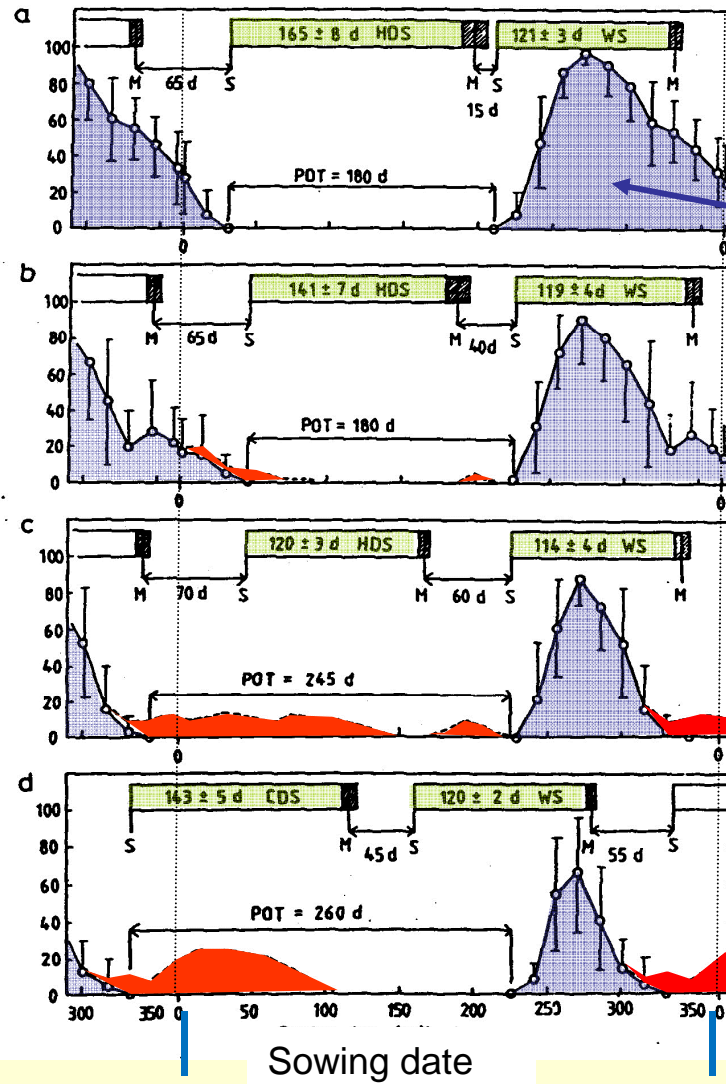 a
165 ± 8 d HDS
121 ± 3 d WS
100
80
60
40
20
0
M
65 d
S
M
S
15 d
M
POT = 180 d
0
0
b
141 ± 7 d HDS
119 ± 4 d WS
100
80
60
40
20
0
M
65 d
S
M
40d
S
M
POT = 180 d
0
0
c
120 ± 3 d HDS
114 ± 4 d WS
100
80
60
40
20
0
M
70 d
S
M
60 d
S
M
POT = 245 d
0
0
d
143 ± 5 d CDS
120 ± 2 d WS
100
80
60
40
20
0
S
M
45 d
S
M
55 d
S
POT = 260 d
300 350 0 50 100 150 200 250 300 350 0
Sowing date